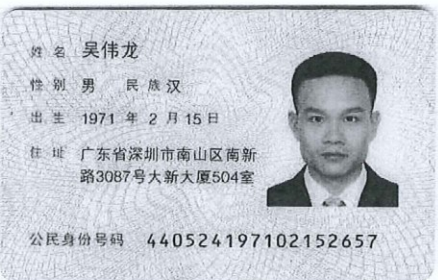 姓名 吴伟龙
性别 男 民族 汉
出生 1971 年 2 月 15 日
住址 广东省深圳市南山区南新
路3087号大新大厦504室
公民身份号码 440524197102152657